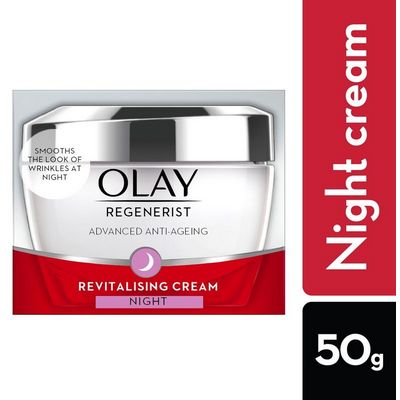 SMOOTHS
THE LOOK OF
WRINKLES AT
NIGHT
OLAY
REGENERIST
ADVANCED ANTI-AGEING
REVITALISING CREAM
NIGHT
Night cream
50g